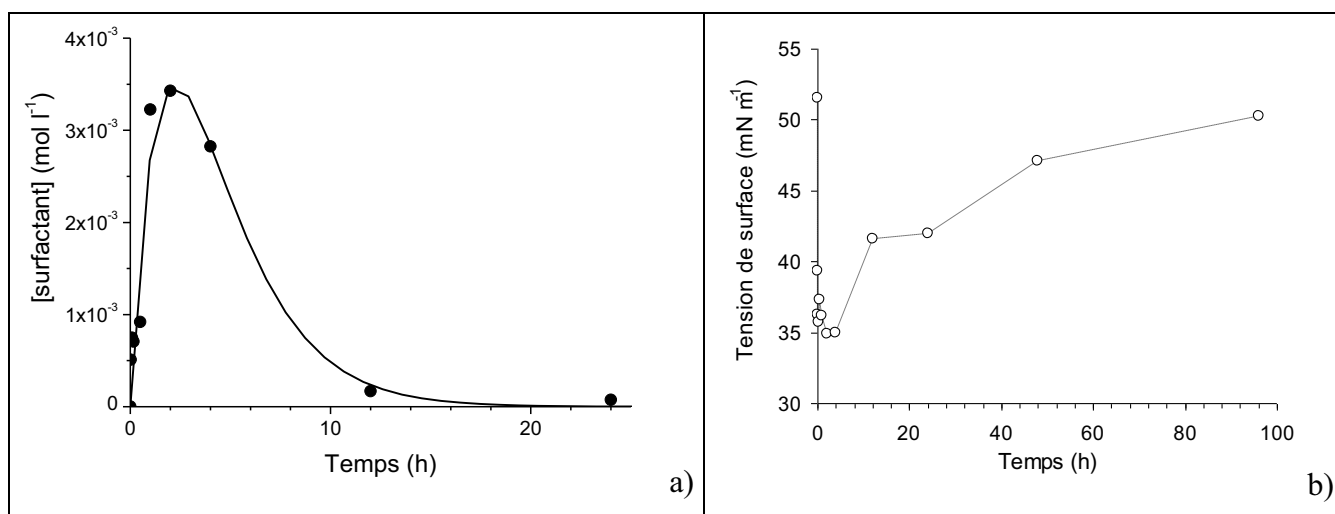 4x10⁻³
3x10⁻³
2x10⁻³
1x10⁻³
0
[surfactant] (mol l⁻¹)
0
10
20
Temps (h)
a)
55
50
45
40
35
30
Tension de surface (mN m⁻¹)
0
20
40
60
80
100
Temps (h)
b)